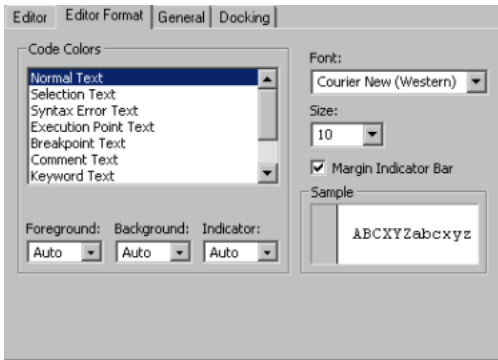 Editor Editor Format General Docking
Code Colors
Normal Text
Selection Text
Syntax Error Text
Execution Point Text
Breakpoint Text
Comment Text
Keyword Text
Foreground: Background: Indicator:
Auto Auto Auto
Font:
Courier New (Western)
Size:
10
Margin Indicator Bar
Sample
ABCXYZabcxyz